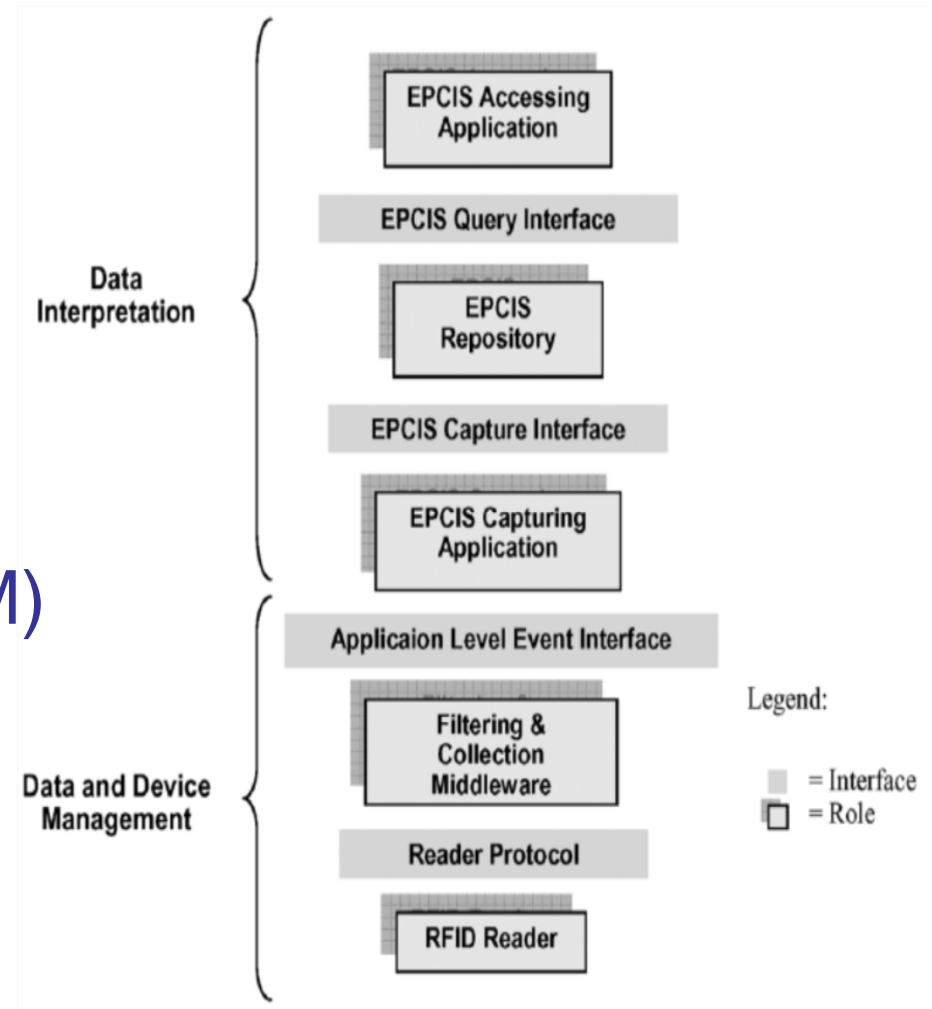 EPCIS Accessing
Application
EPCIS Query Interface
Data
Interpretation
EPCIS
Repository
EPCIS Capture Interface
EPCIS Capturing
Application
M)
Applicaion Level Event Interface
Legend:
Filtering &
Collection
Middleware
Data and Device
Management
= Interface
= Role
Reader Protocol
RFID Reader